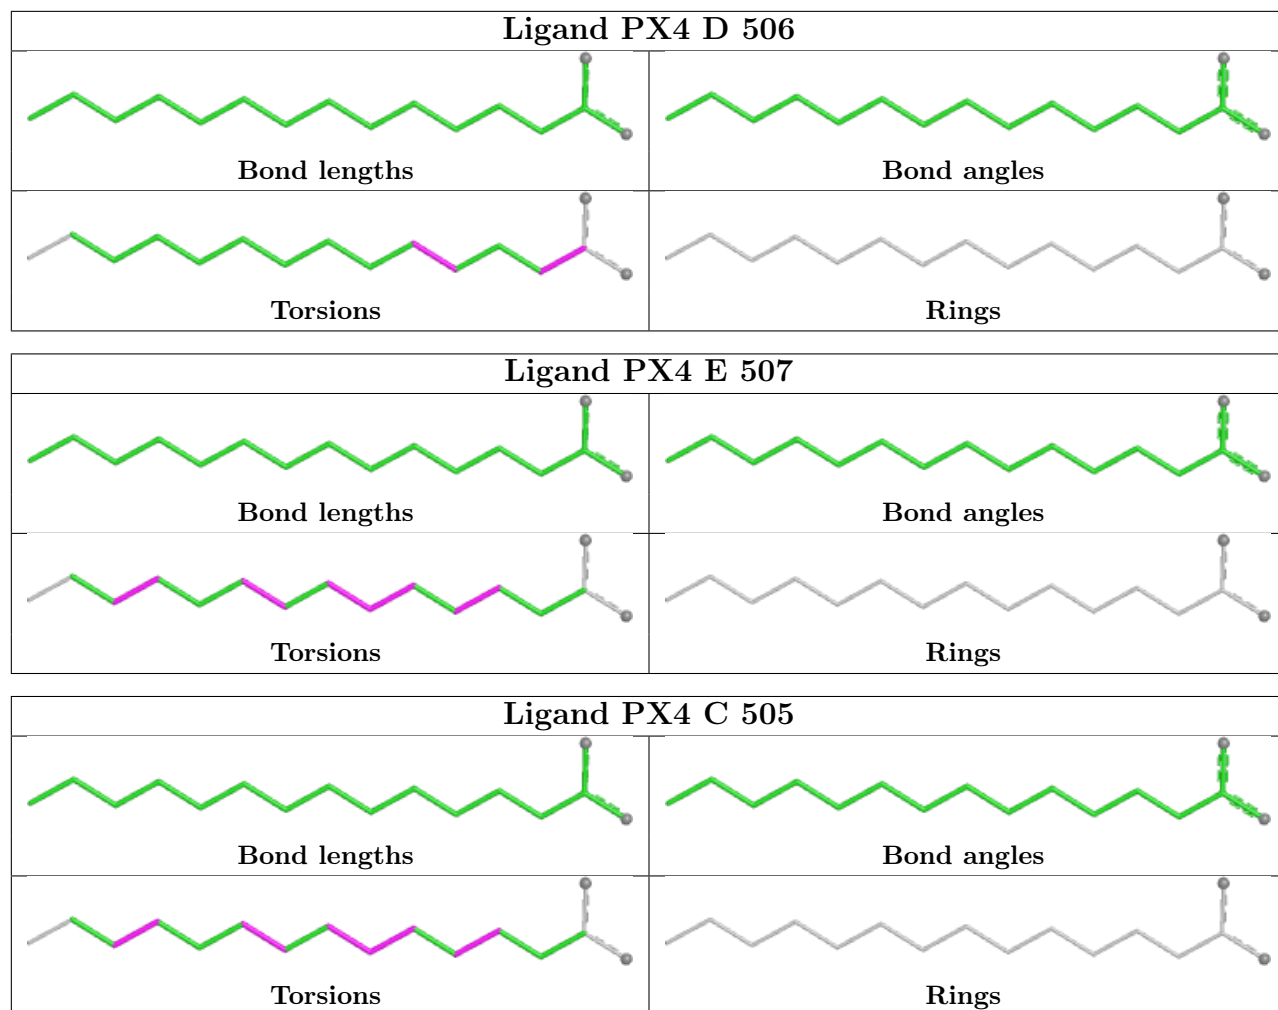 Ligand PX4 D 506
Bond lengths
Bond angles
Torsions
Rings
Ligand PX4 E 507
Bond lengths
Bond angles
Torsions
Rings
Ligand PX4 C 505
Bond lengths
Bond angles
Torsions
Rings